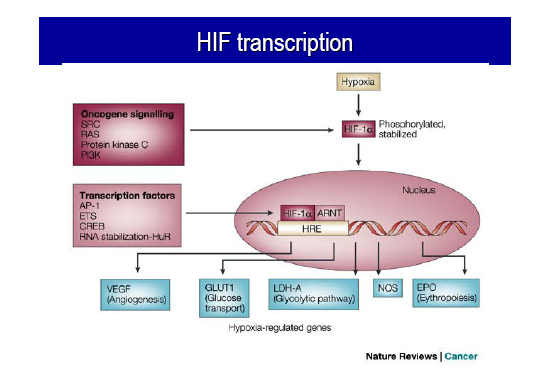 HIF transcription
Hypoxia
Oncogene signalling
SRC
RAS
Protein kinase C
PI3K
HIF-1α
Phosphorylated,
stabilized
Nucleus
Transcription factors
AP-1
ETS
CREB
RNA stabilization-HuR
HIF-1α ARNT
HRE
VEGF
(Angiogenesis)
GLUT1
(Glucose
transport)
LDH-A
(Glycolytic pathway)
NOS
EPO
(Eythropoiesis)
Hypoxia-regulated genes
Nature Reviews | Cancer